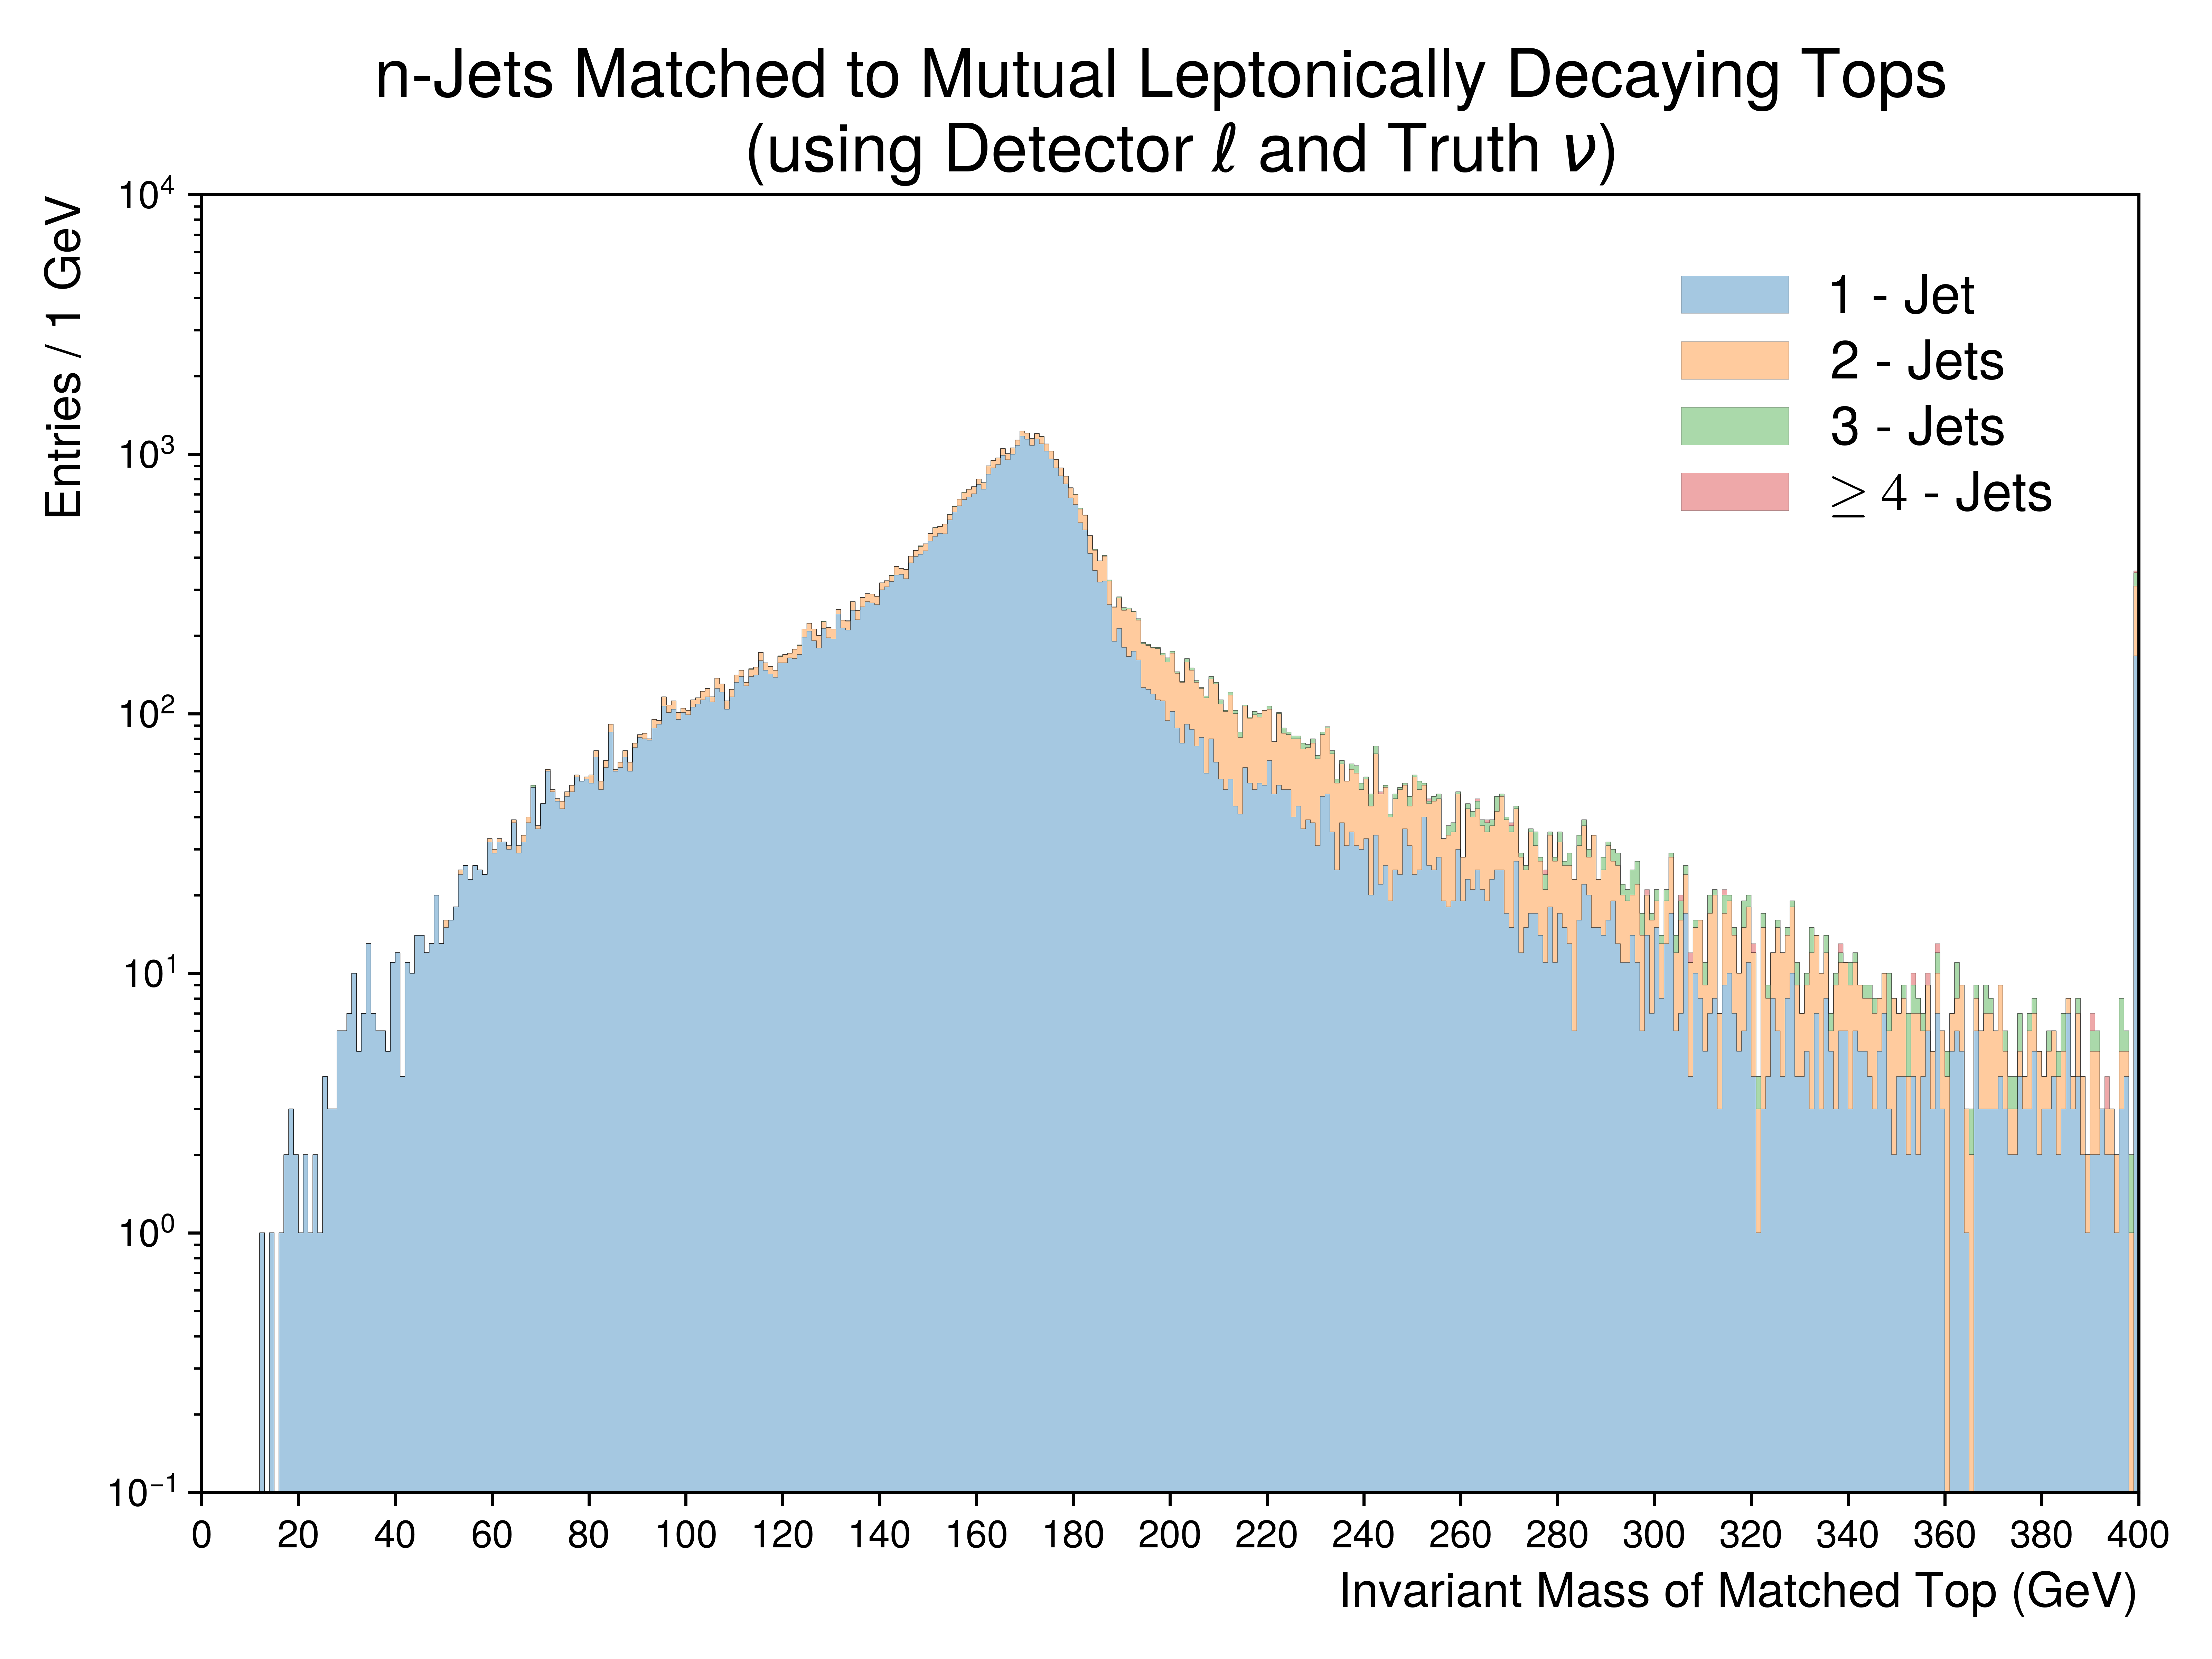 n-Jets Matched to Mutual Leptonically Decaying Tops
(using Detector ℓ and Truth ν)
Entries / 1 GeV
10⁴
10³
10²
10¹
10⁰
10⁻¹
1 - Jet
2 - Jets
3 - Jets
≥ 4 - Jets
0 20 40 60 80 100 120 140 160 180 200 220 240 260 280 300 320 340 360 380 400
Invariant Mass of Matched Top (GeV)